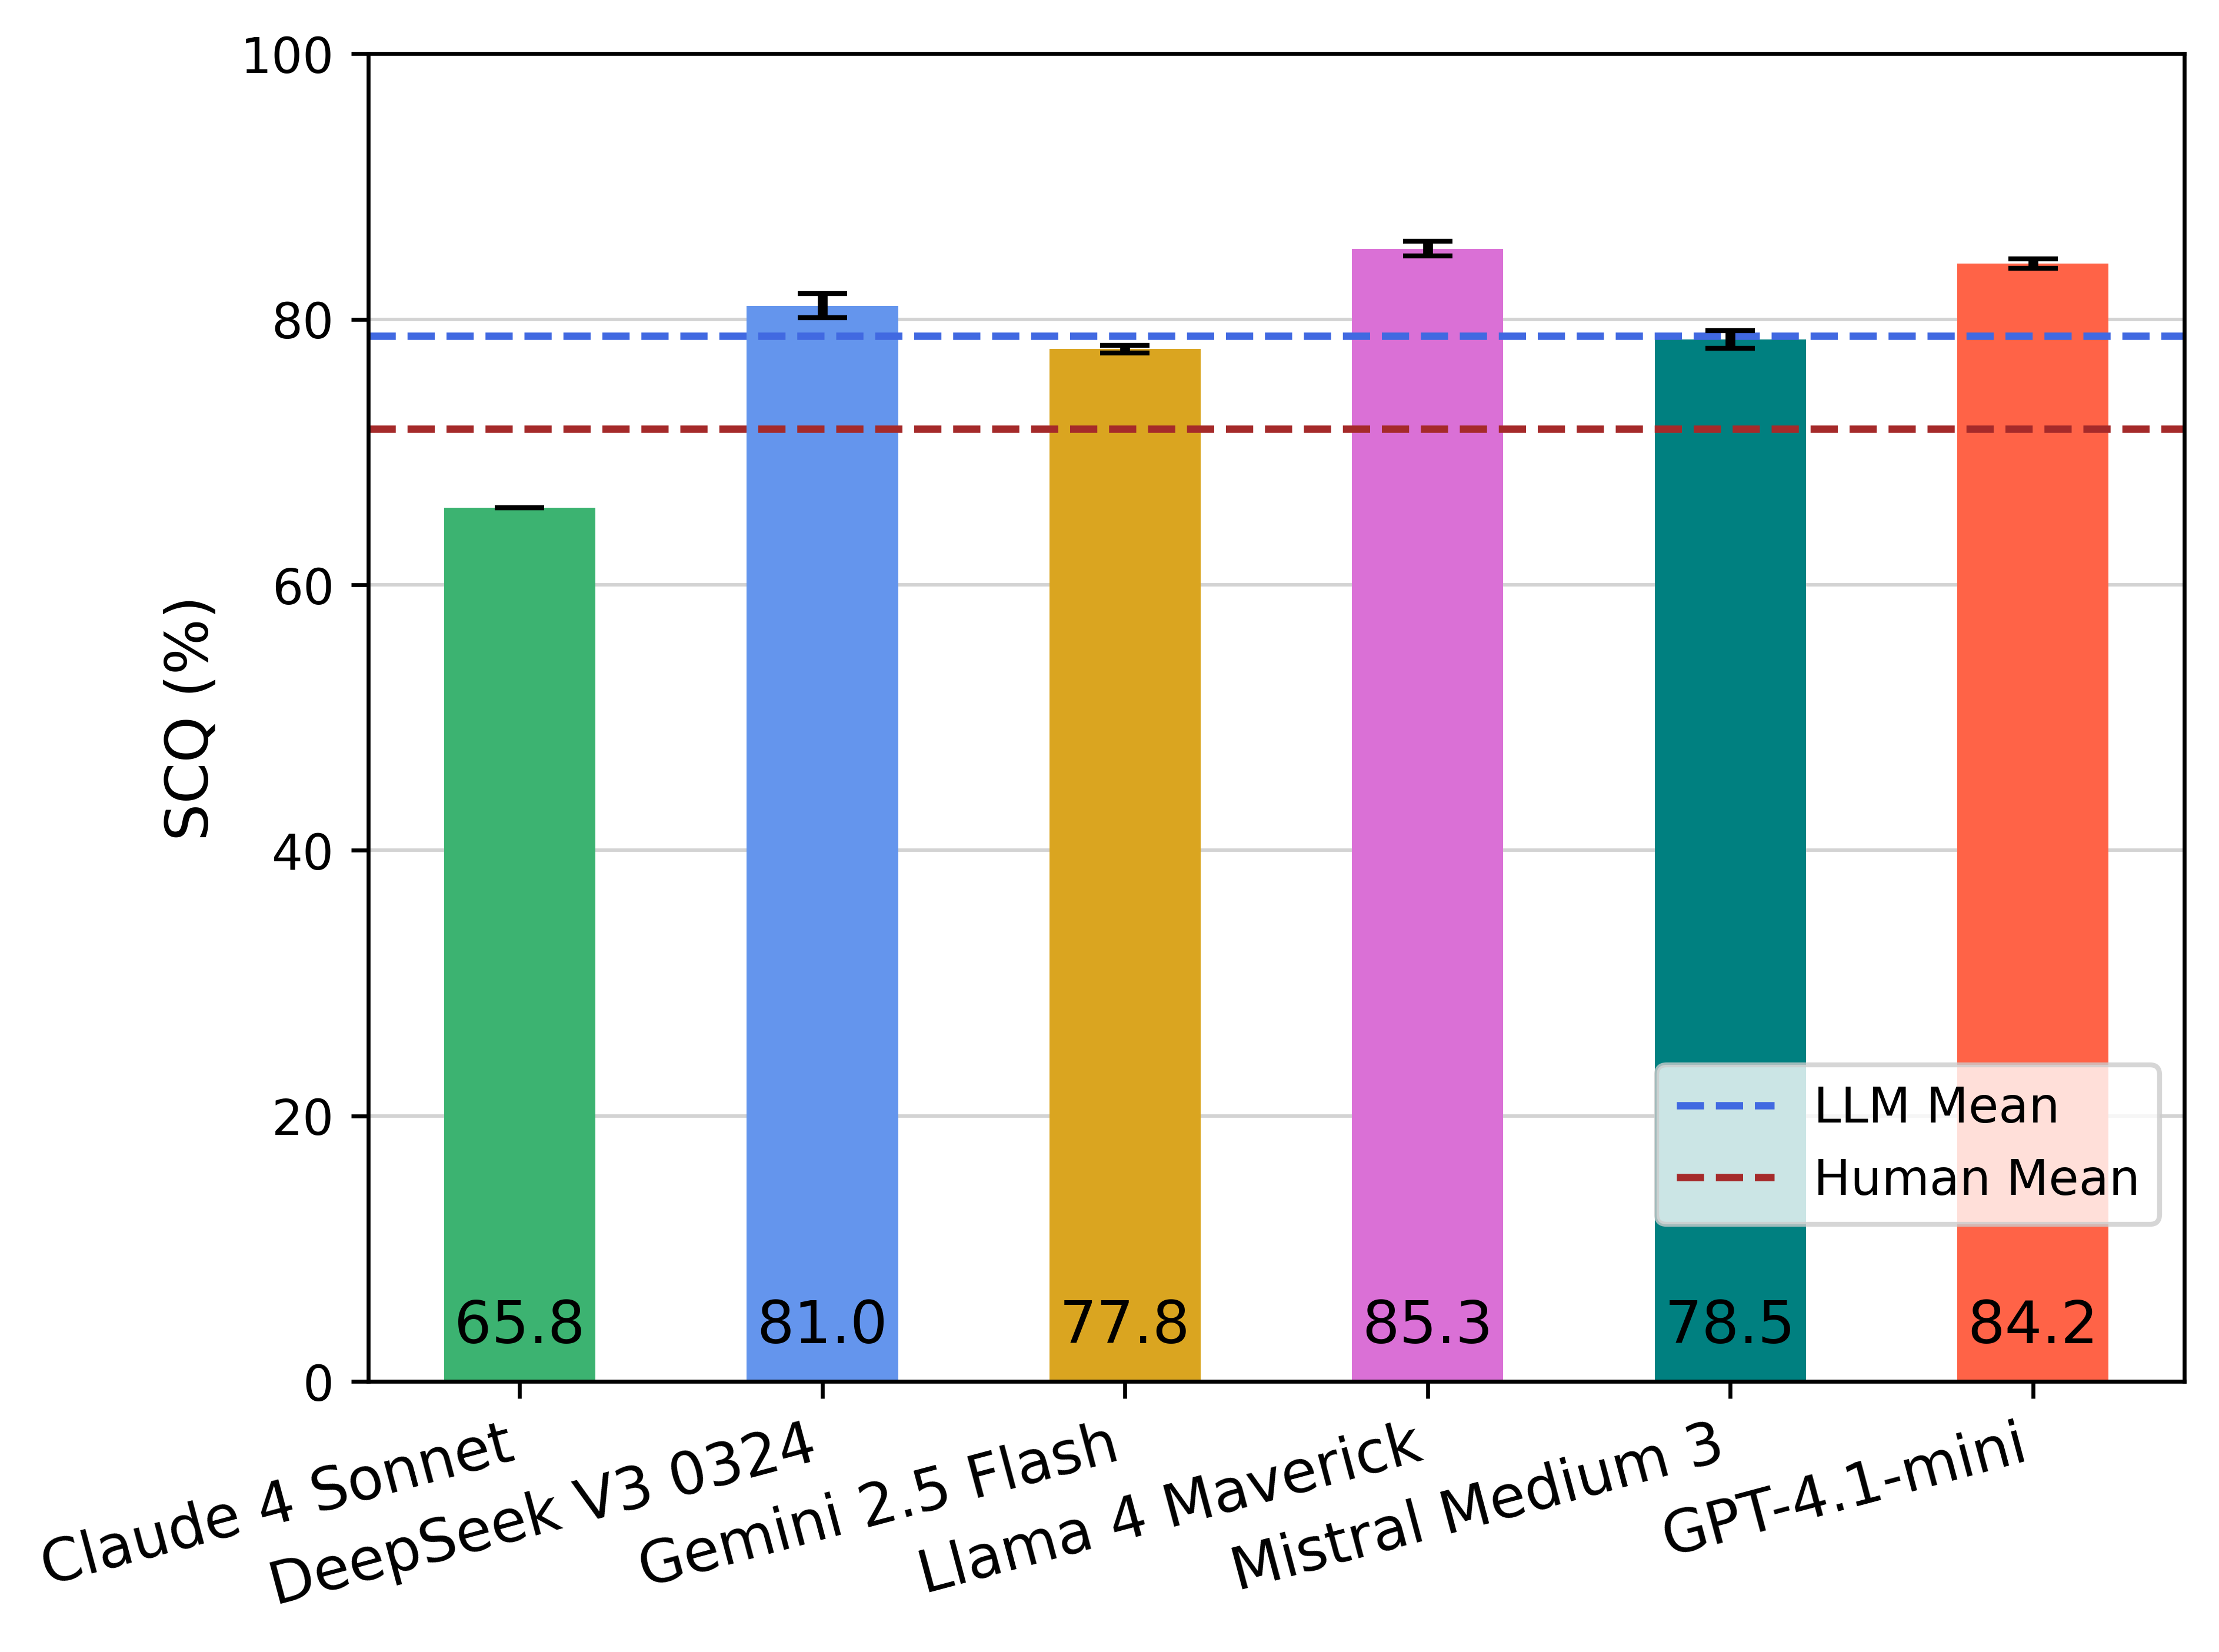 100
80
60
40
20
0
SCQ (%)
65.8
81.0
77.8
85.3
78.5
84.2
LLM Mean
Human Mean
Claude 4 Sonnet
DeepSeek V3 0324
Gemini 2.5 Flash
Llama 4 Maverick
Mistral Medium 3
GPT-4.1-mini